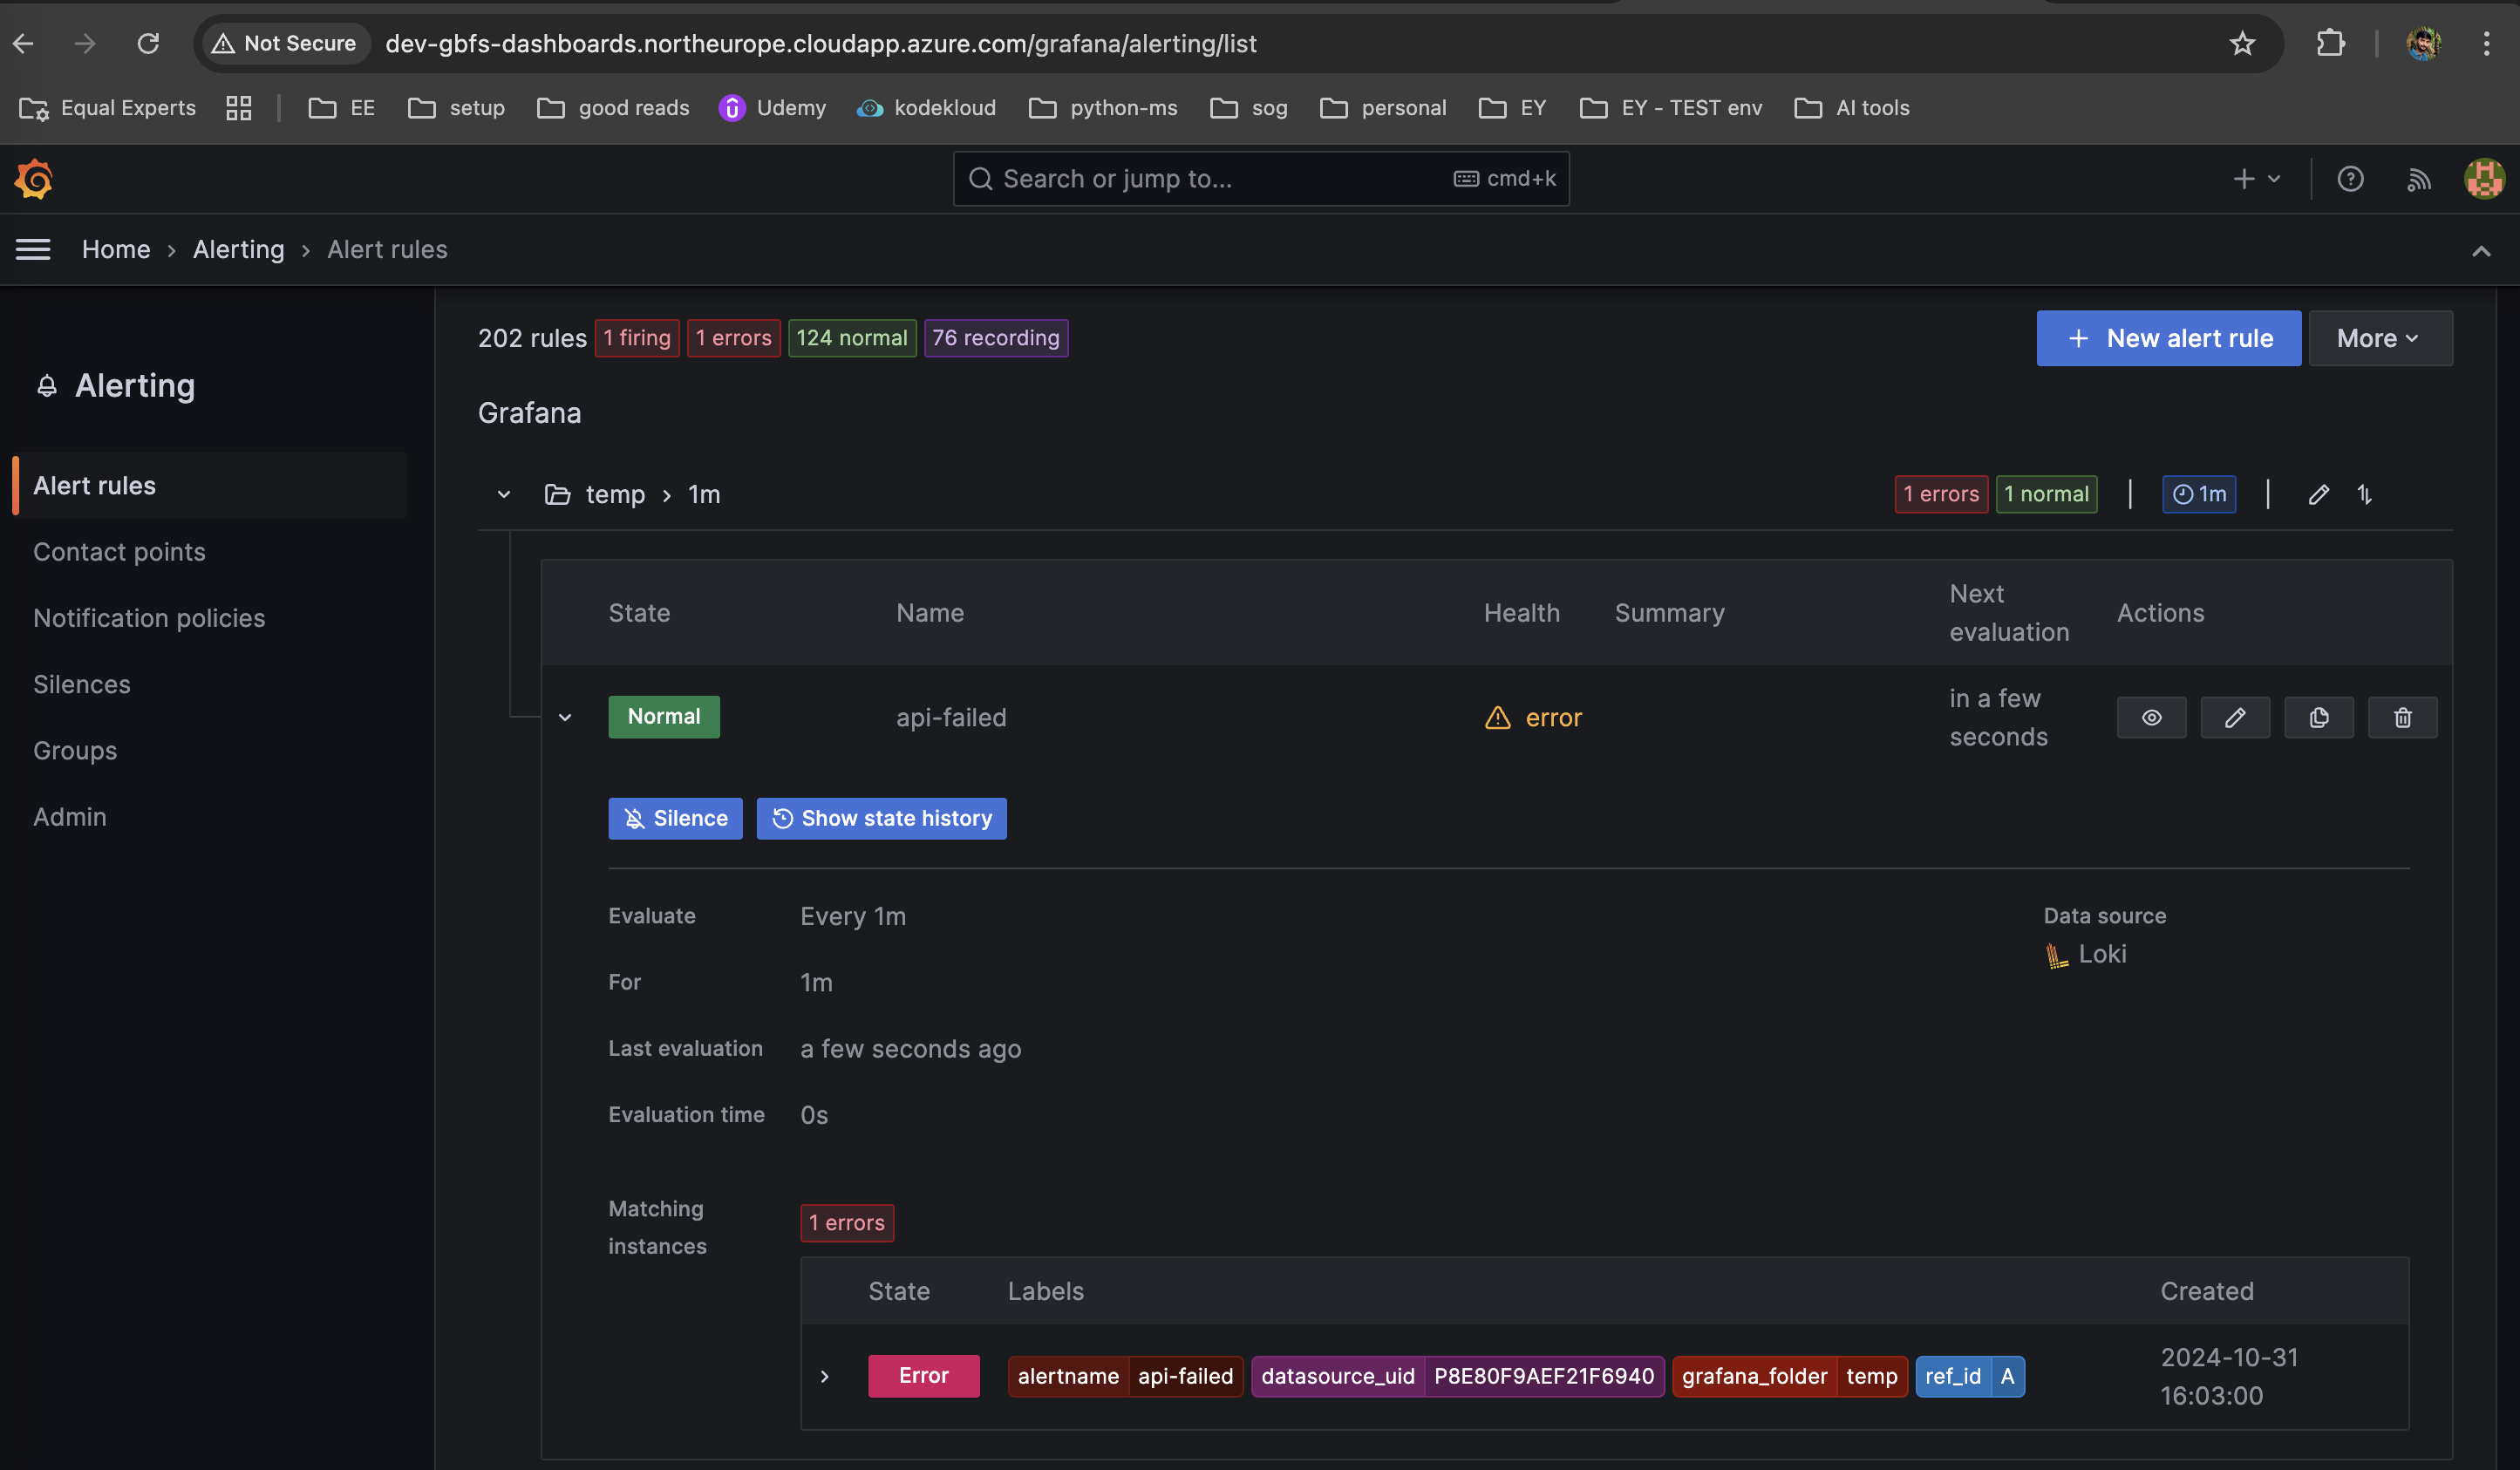 Not Secure dev-gbfs-dashboards.northeurope.cloudapp.azure.com/grafana/alerting/list
Equal Experts EE setup good reads Udemy kodekloud python-ms sog personal EY EY - TEST env AI tools
Search or jump to... cmd+k
Home › Alerting › Alert rules
202 rules 1 firing 1 errors 124 normal 76 recording + New alert rule More
Alerting
Alert rules
Contact points
Notification policies
Silences
Groups
Admin
Grafana
temp › 1m 1 errors 1 normal | 1m |
State Name Health Summary Next evaluation Actions
Normal api-failed error in a few seconds
Silence Show state history
Evaluate Every 1m Data source
Loki
For 1m
Last evaluation a few seconds ago
Evaluation time 0s
Matching instances 1 errors
State Labels Created
Error alertname api-failed datasource_uid P8E80F9AEF21F6940 grafana_folder temp ref_id A 2024-10-31 16:03:00